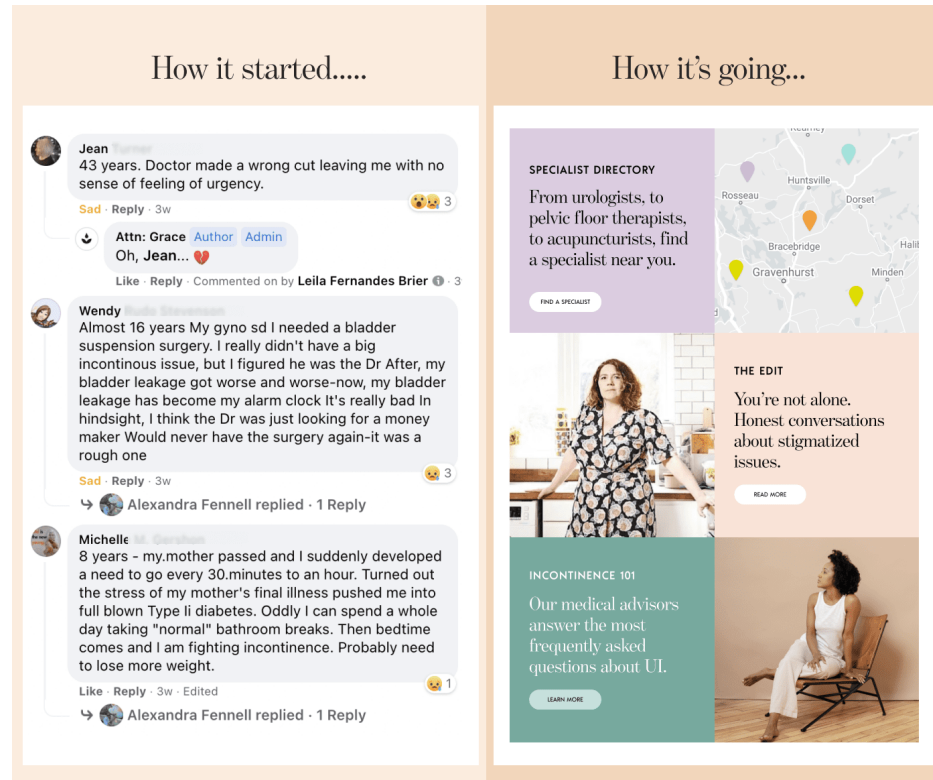 How it started.....
Jean
43 years. Doctor made a wrong cut leaving me with no
sense of feeling of urgency.
Sad · Reply · 3w
3
Attn: Grace Author Admin
Oh, Jean...
Like · Reply · Commented on by Leila Fernandes Brier · 3
Wendy
Almost 16 years My gyno sd I needed a bladder
suspension surgery. I really didn't have a big
incontinous issue, but I figured he was the Dr After, my
bladder leakage got worse and worse-now, my bladder
leakage has become my alarm clock It's really bad In
hindsight, I think the Dr was just looking for a money
maker Would never have the surgery again-it was a
rough one
3
Sad · Reply · 3w
Alexandra Fennell replied · 1 Reply
Michelle
8 years - my.mother passed and I suddenly developed
a need to go every 30.minutes to an hour. Turned out
the stress of my mother's final illness pushed me into
full blown Type Ii diabetes. Oddly I can spend a whole
day taking "normal" bathroom breaks. Then bedtime
comes and I am fighting incontinence. Probably need
to lose more weight.
1
Like · Reply · 3w · Edited
Alexandra Fennell replied · 1 Reply
How it's going...
SPECIALIST DIRECTORY
From urologists, to
pelvic floor therapists,
to acupuncturists, find
a specialist near you.
FIND A SPECIALIST
Huntsville
Rosseau
Dorset
Bracebridge
Gravenhurst
Minden
THE EDIT
You're not alone.
Honest conversations
about stigmatized
issues.
READ MORE
INCONTINENCE 101
Our medical advisors
answer the most
frequently asked
questions about UI.
LEARN MORE